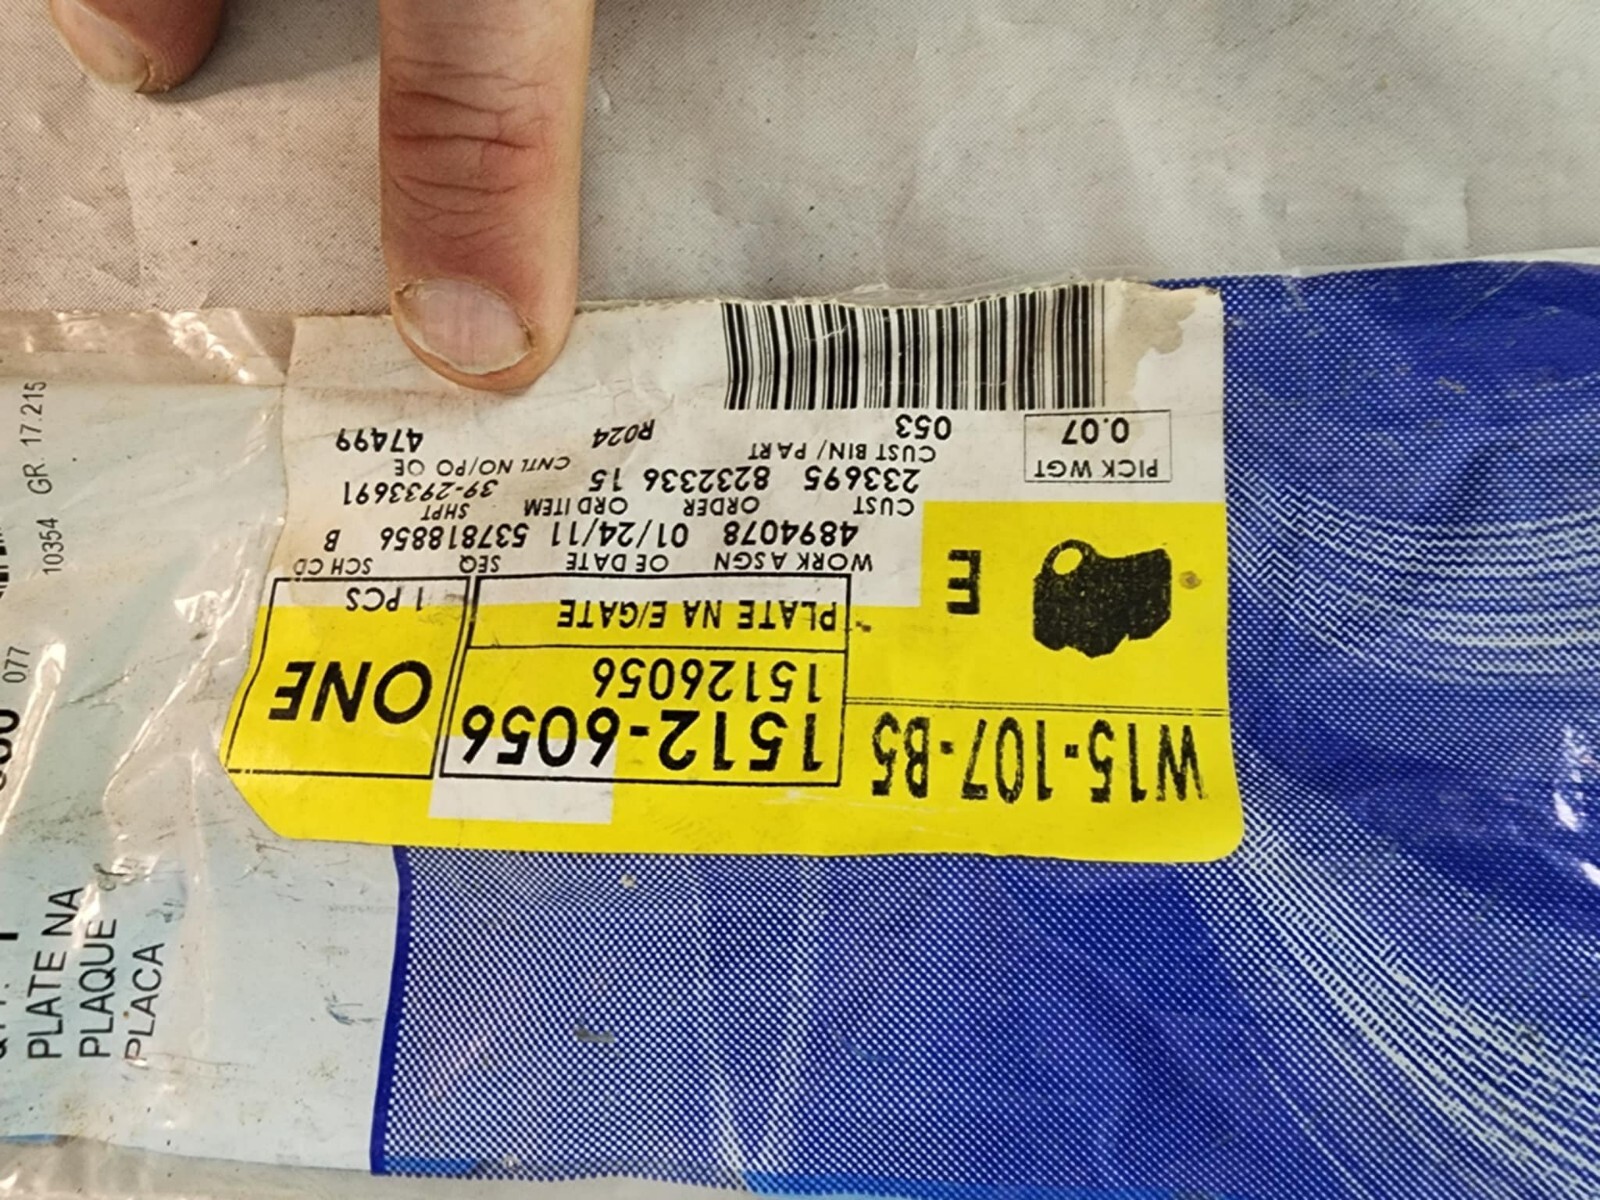 W15-107-B5 1512-6056 ONE
15126056
E PLATE NA E/GATE 1 PCS
WORK ASGN OE DATE SEQ SCH CD
4894078 01/24/11 537818856 B
CUST ORDER ORD ITEM SHPT
233695 8232336 15 39-2933691
PICK WGT CUST BIN/ PART CNTL NO/PO OE
0.07 053 R024 47499
077
10354 GR. 17.215
PLATE NA
PLAQUE
PLACA